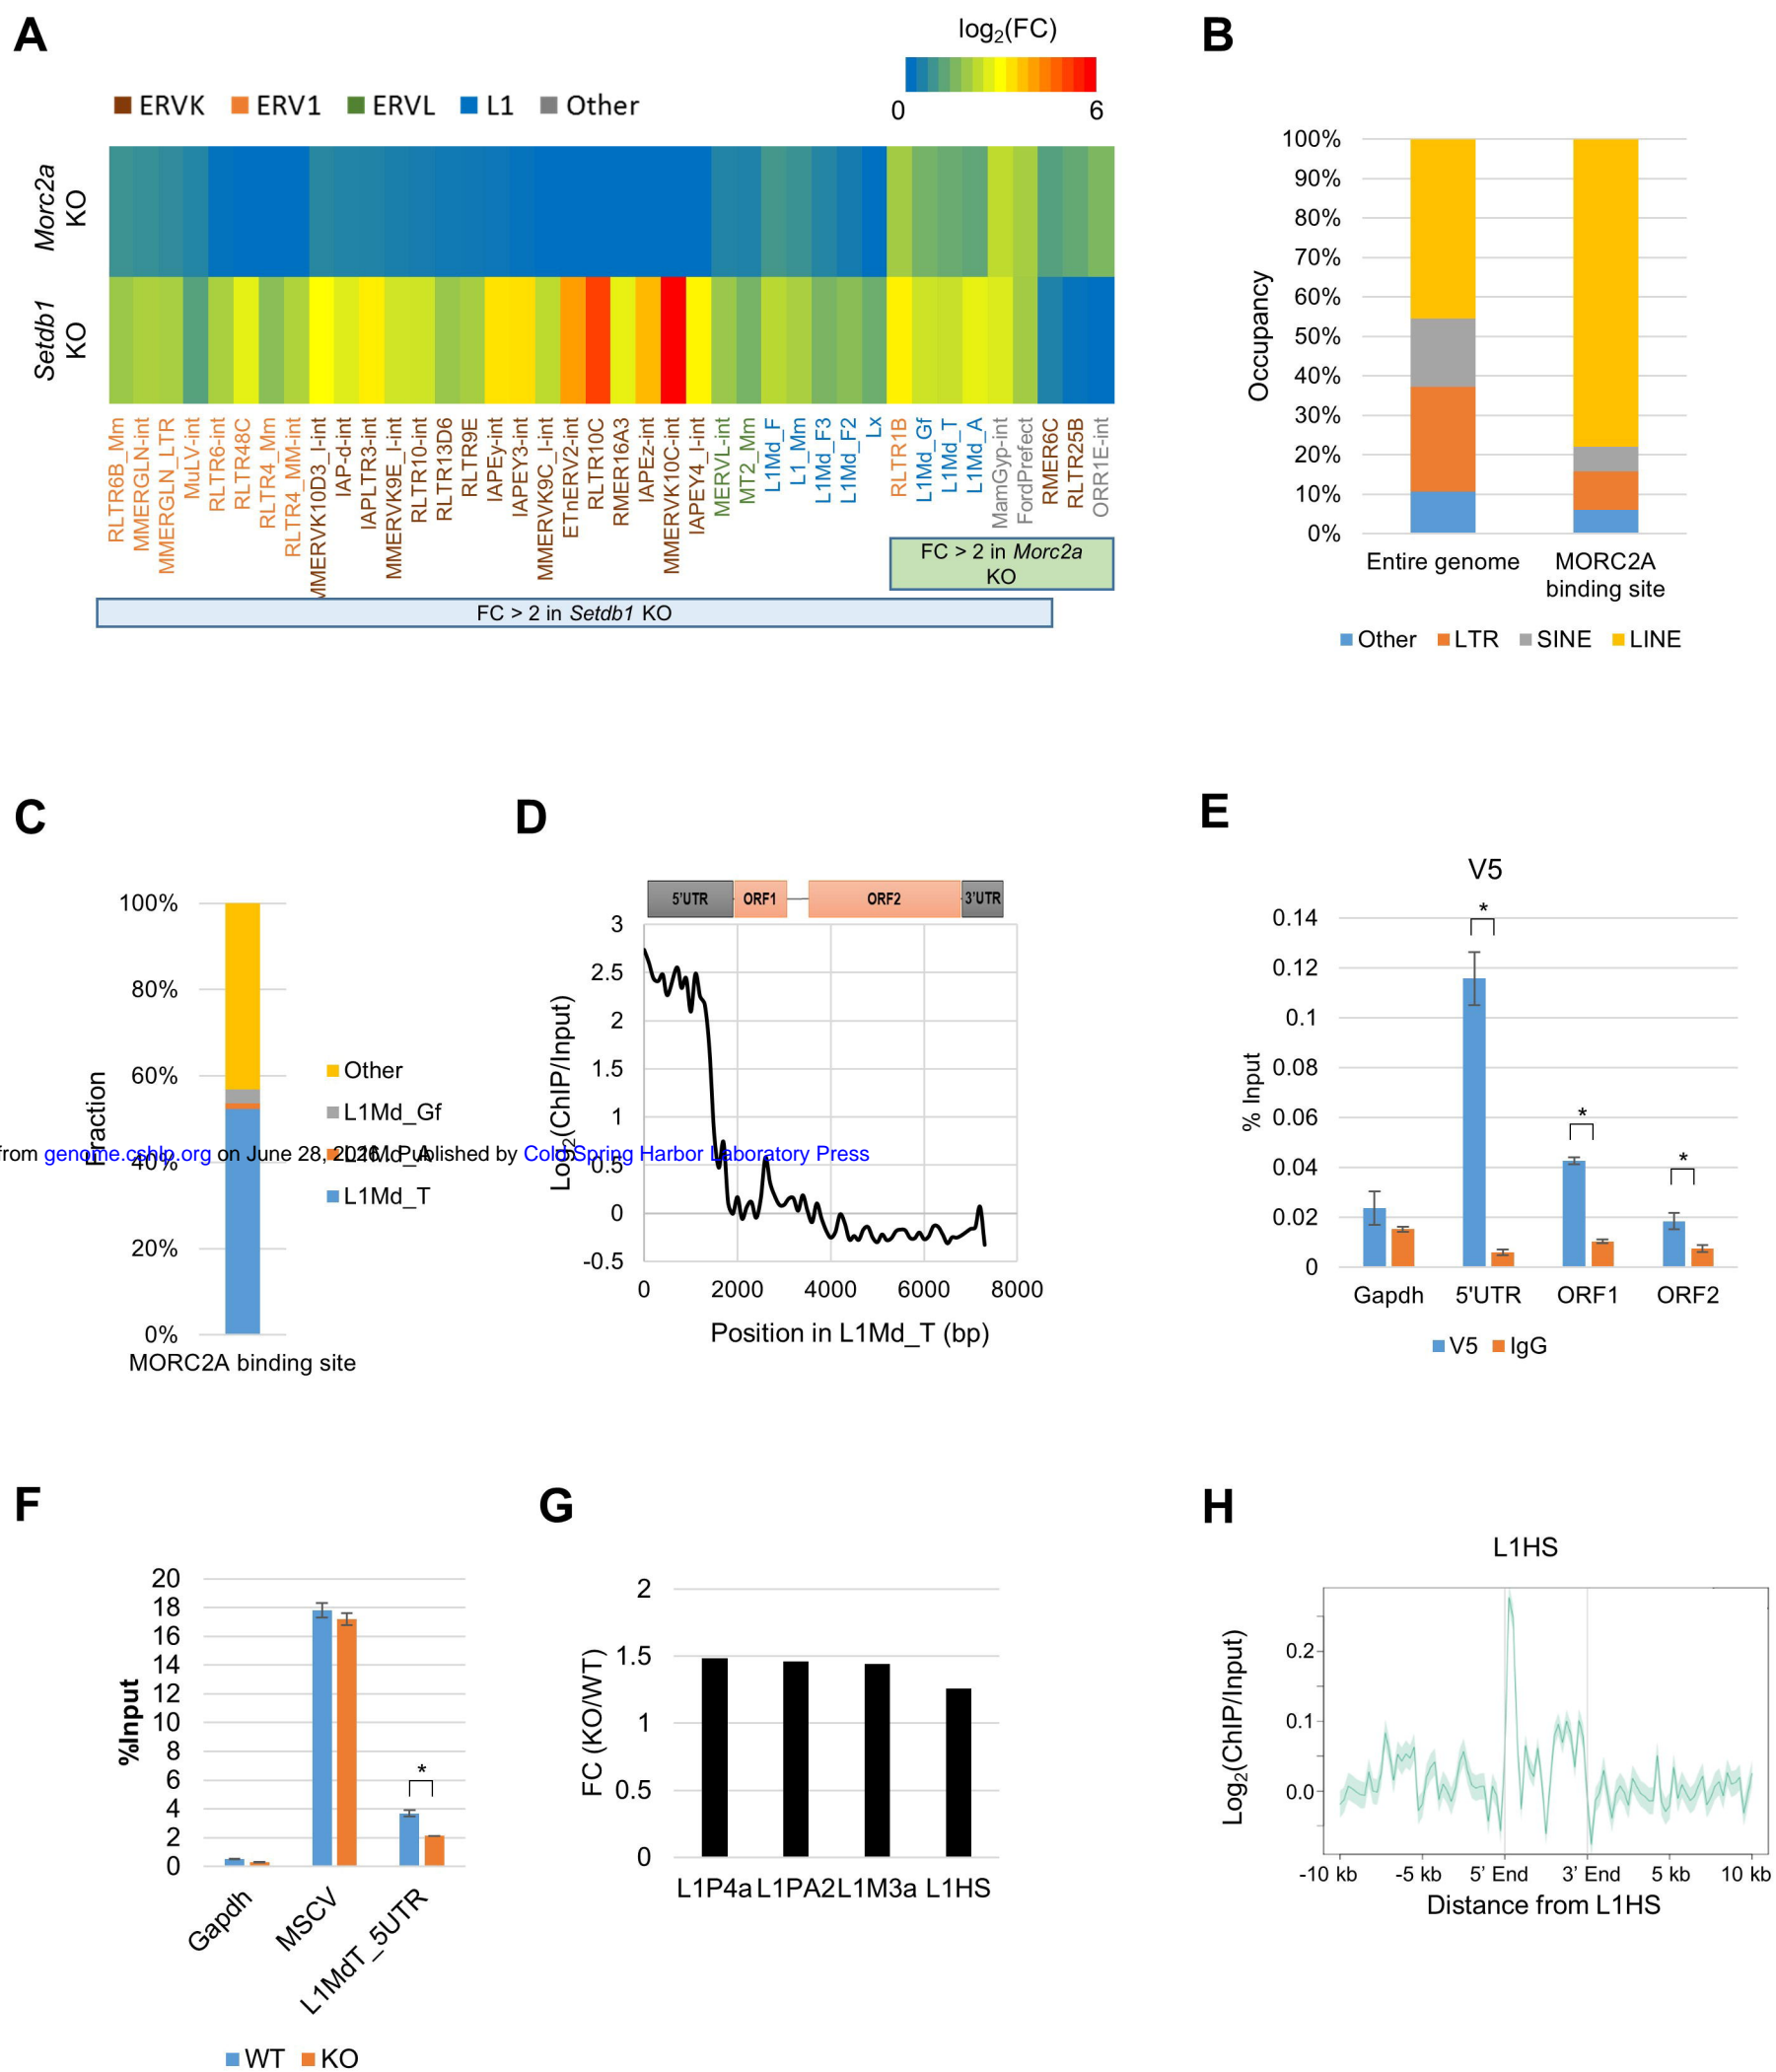 A
log2(FC)
ERVK ERV1 ERVL L1 Other
0 6
Morc2a
KO
Setdb1
KO
RLTR6B_Mm
MMERGLN-int
MMERGLN_LTR
MuLV-int
RLTR6-int
RLTR48C
RLTR4_Mm
RLTR4_MM-int
MMERVK10D3_I-int
IAP-d-int
IAPLTR3-int
MMERVK9E_I-int
RLTR10-int
RLTR13D6
RLTR9E
IAPEy-int
IAPEY3-int
MMERVK9C_I-int
ETnERV2-int
RLTR10C
RMER16A3
IAPEz-int
MMERVK10C-int
IAPEY4_I-int
MERVL-int
MT2_Mm
L1Md_F
L1_Mm
L1Md_F3
L1Md_F2
Lx
RLTR1B
L1Md_Gf
L1Md_T
L1Md_A
MamGyp-int
FordPrefect
RMER6C
RLTR25B
ORR1E-int
FC > 2 in Morc2a
KO
FC > 2 in Setdb1 KO
B
Occupancy
100%
90%
80%
70%
60%
50%
40%
30%
20%
10%
0%
Entire genome
MORC2A
binding site
Other LTR SINE LINE
C
Fraction
100%
80%
60%
40%
20%
0%
Other
L1Md_Gf
L1Md_A
L1Md_T
MORC2A binding site
from genome.cshlp.org on June 28, 2026 . Published by Cold Spring Harbor Laboratory Press
D
5'UTR ORF1 ORF2 3'UTR
Log2(ChIP/Input)
3
2.5
2
1.5
1
0.5
0
-0.5
0 2000 4000 6000 8000
Position in L1Md_T (bp)
E
V5
% Input
0.14
0.12
0.1
0.08
0.06
0.04
0.02
0
*
*
*
Gapdh 5'UTR ORF1 ORF2
V5 IgG
F
%Input
20
18
16
14
12
10
8
6
4
2
0
*
Gapdh
MSCV
L1MdT_5UTR
WT KO
G
FC (KO/WT)
2
1.5
1
0.5
0
L1P4a L1PA2 L1M3a L1HS
H
L1HS
Log2(ChIP/Input)
0.2
0.1
0.0
-10 kb -5 kb 5' End 3' End 5 kb 10 kb
Distance from L1HS